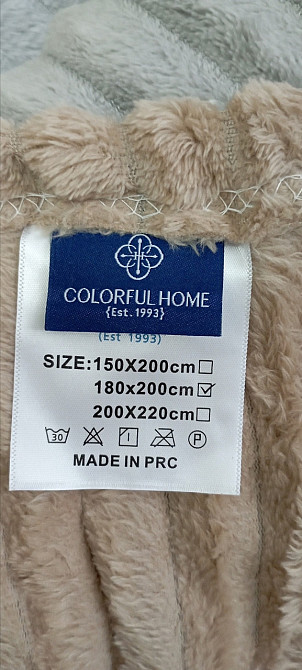 COLORFUL HOME
{Est.1993}
(Est 1993)
SIZE:150X200cm☐
180x200cm☑
200X220cm☐
30 P
MADE IN PRC